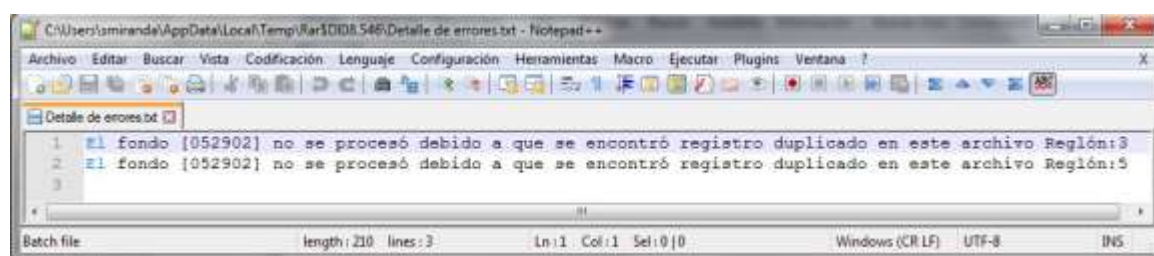 C:\Users\smiranda\AppData\Local\Temp\Rar$DI08.546\Detalle de errores.txt - Notepad++
Archivo Editar Buscar Vista Codificación Lenguaje Configuración Herramientas Macro Ejecutar Plugins Ventana ? X
Detalle de errores.txt
1 El fondo [052902] no se procesó debido a que se encontró registro duplicado en este archivo Reglón:3
2 El fondo [052902] no se procesó debido a que se encontró registro duplicado en este archivo Reglón:5
3
Batch file length : 210 lines : 3 Ln : 1 Col : 1 Sel : 0 | 0 Windows (CR LF) UTF-8 INS